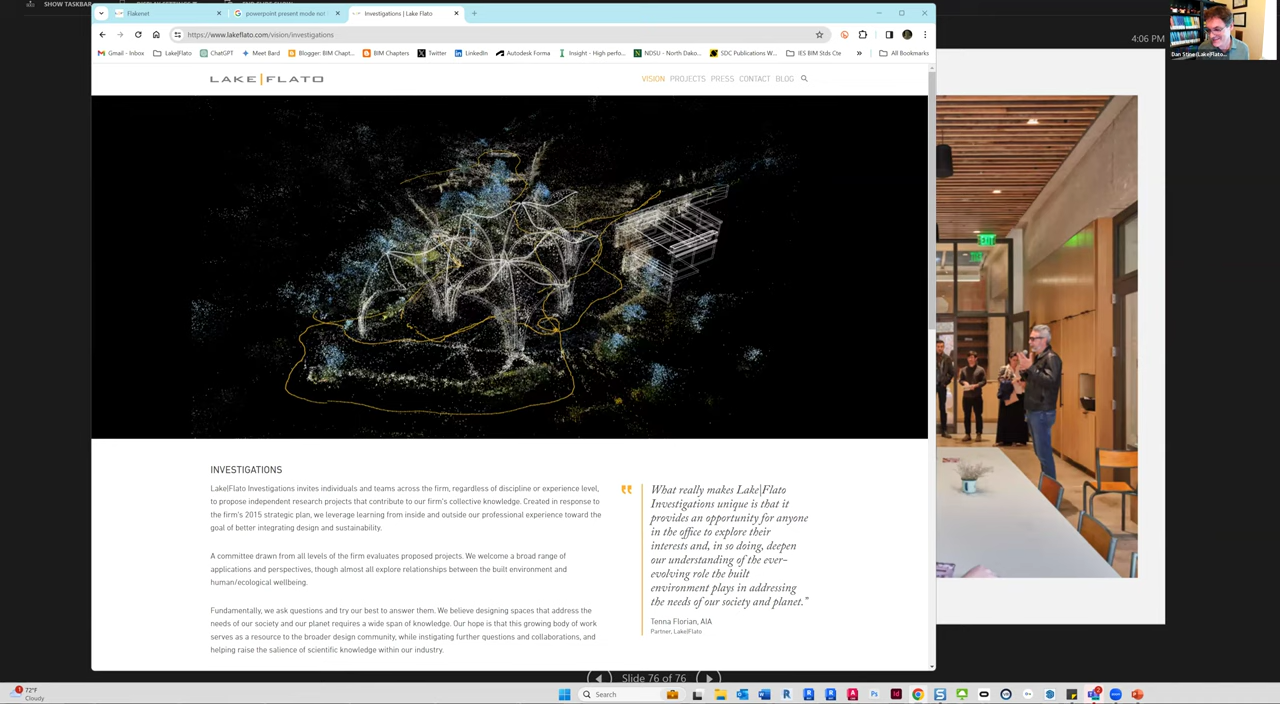 SHOW TASKBAR
DISPLAY SETTINGS
END SLIDE SHOW
Flakenet
powerpoint present mode not
Investigations | Lake Flato
https://www.lakeflato.com/vision/investigations
Gmail - Inbox
Lake|Flato
ChatGPT
Meet Bard
Blogger: BIM Chapt...
BIM Chapters
Twitter
LinkedIn
Autodesk Forma
Insight - High perfo...
NDSU - North Dako...
SDC Publications W...
IES BIM Stds Cte
»
All Bookmarks
4:06 PM
Dan Stine (Lake|Flato...
LAKE|FLATO
VISION PROJECTS PRESS CONTACT BLOG
INVESTIGATIONS
Lake|Flato Investigations invites individuals and teams across the firm, regardless of discipline or experience level,
to propose independent research projects that contribute to our firm's collective knowledge. Created in response to
the firm's 2015 strategic plan, we leverage learning from inside and outside our professional experience toward the
goal of better integrating design and sustainability.
A committee drawn from all levels of the firm evaluates proposed projects. We welcome a broad range of
applications and perspectives, though almost all explore relationships between the built environment and
human/ecological wellbeing.
Fundamentally, we ask questions and try our best to answer them. We believe designing spaces that address the
needs of our society and our planet requires a wide span of knowledge. Our hope is that this growing body of work
serves as a resource to the broader design community, while instigating further questions and collaborations, and
helping raise the salience of scientific knowledge within our industry.
What really makes Lake|Flato
Investigations unique is that it
provides an opportunity for anyone
in the office to explore their
interests and, in so doing, deepen
our understanding of the ever-
evolving role the built
environment plays in addressing
the needs of our society and planet.”
Tenna Florian, AIA
Partner, Lake|Flato
Slide 76 of 76
72°F
Cloudy
Search